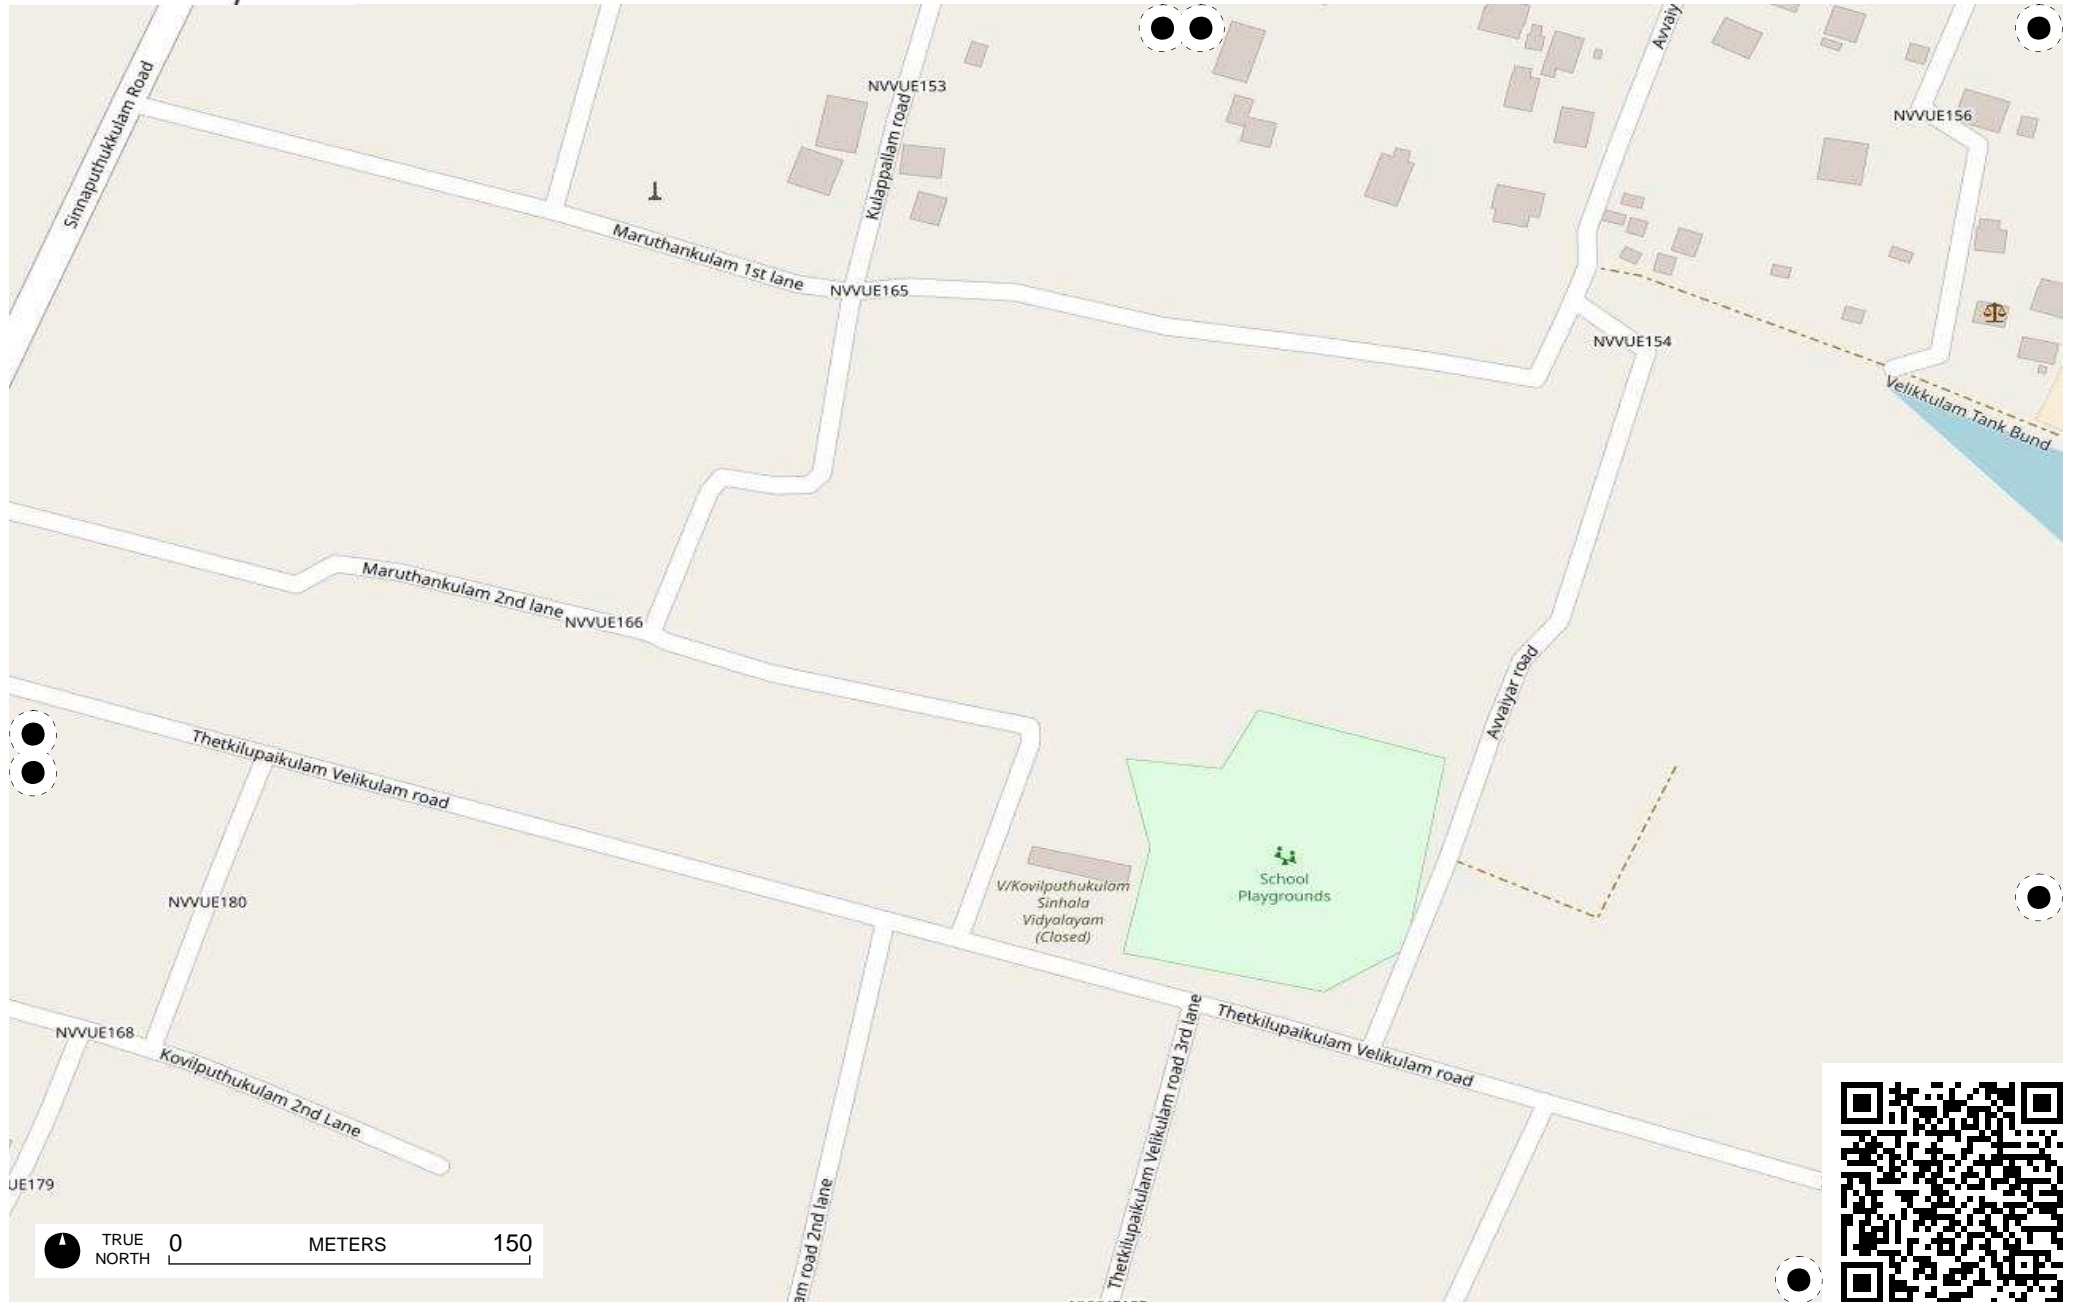 Avvaiy
Sinnaputhukkulam Road
NVVUE153
Kulappallam road
NVVUE156
Maruthankulam 1st lane
NVVUE165
NVVUE154
Velikkulam Tank Bund
Maruthankulam 2nd lane
NVVUE166
Avvaiyar road
Thetkilupaikulam Velikulam road
School
Playgrounds
V/Kovilputhukulam
Sinhala
Vidyalayam
(Closed)
NVVUE180
Thetkilupaikulam Velikulam road
NVVUE168
Kovilputhukulam 2nd Lane
Thetkilupaikulam Velikulam road 3rd lane
UE179
am road 2nd lane
TRUE
NORTH
0 METERS 150